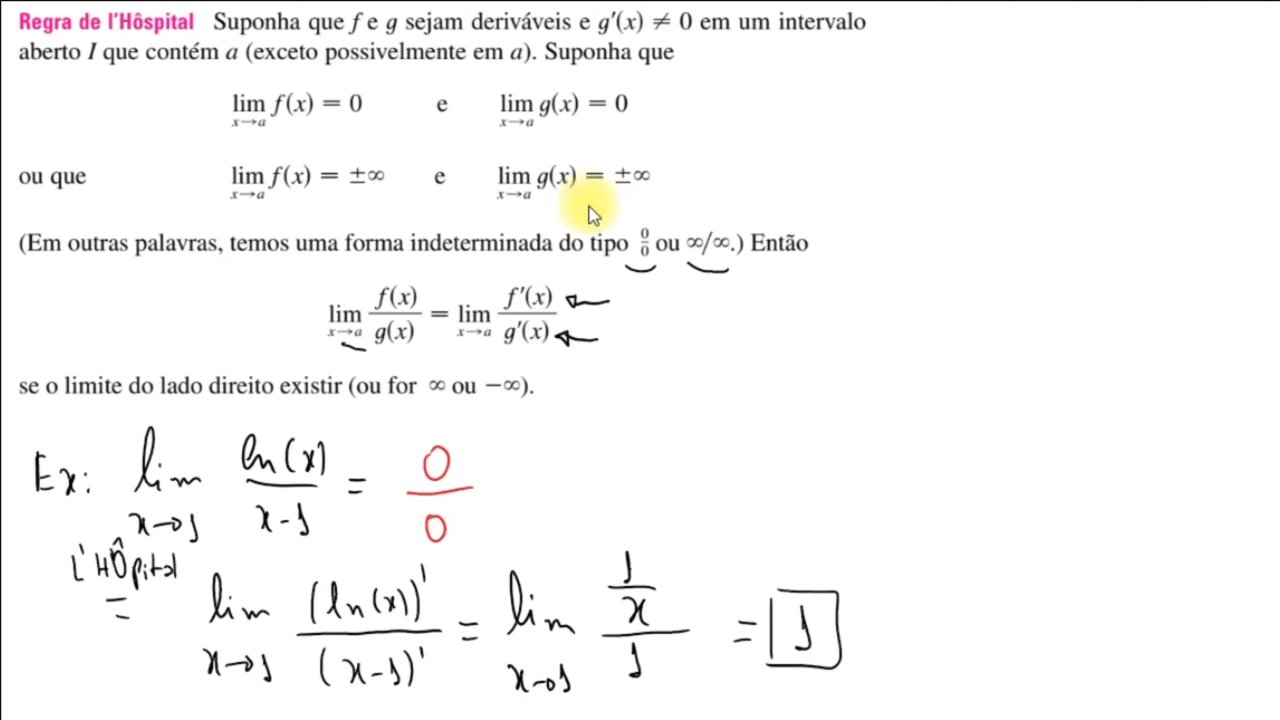 Regra de l'Hôspital Suponha que f e g sejam deriváveis e g'(x) ≠ 0 em um intervalo
aberto I que contém a (exceto possivelmente em a). Suponha que
lim x→a f(x) = 0 e lim x→a g(x) = 0
ou que lim x→a f(x) = ±∞ e lim x→a g(x) = ±∞
(Em outras palavras, temos uma forma indeterminada do tipo 0/0 ou ∞/∞.) Então
lim x→a f(x)/g(x) = lim x→a f'(x)/g'(x)
se o limite do lado direito existir (ou for ∞ ou −∞).
Ex: lim x→1 ln(x)/x-1 = 0/0
L'HÔpital
= lim x→1 (ln(x))'/(x-1)' = lim x→1 1/x/1 = 1